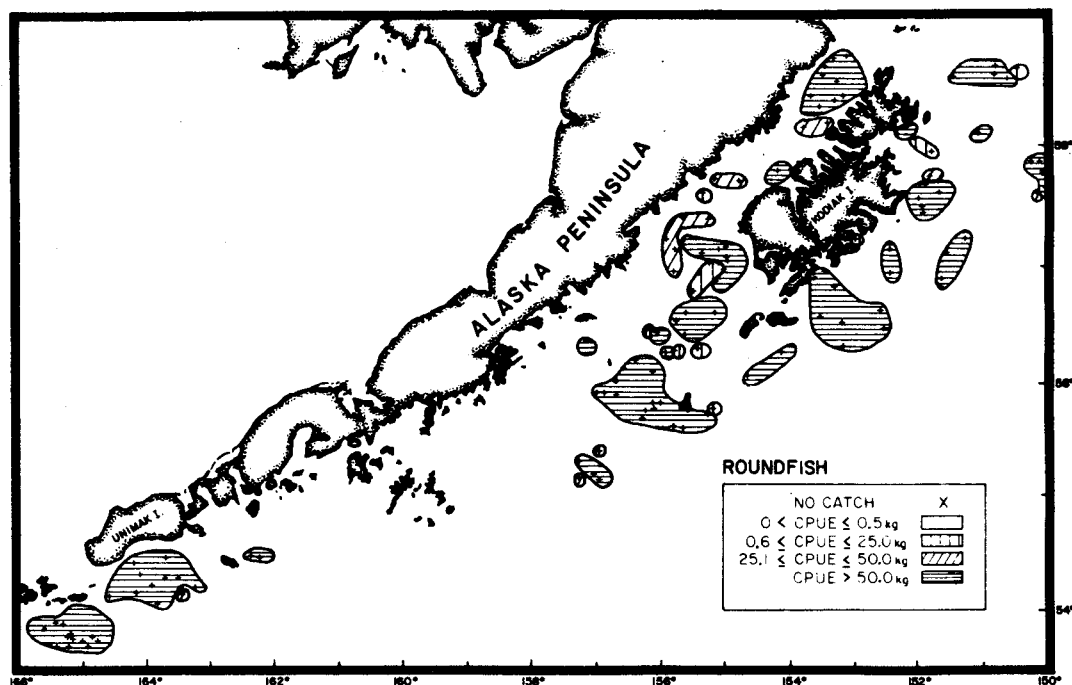 ALASKA PENINSULA
KODIAK I.
UNIMAK I.
ROUNDFISH
NO CATCH X
0 < CPUE ≤ 0.5 kg
0.6 ≤ CPUE ≤ 25.0 kg
25.1 ≤ CPUE ≤ 50.0 kg
CPUE > 50.0 kg
58°
56°
54°
166° 164° 162° 160° 158° 156° 154° 152° 150°